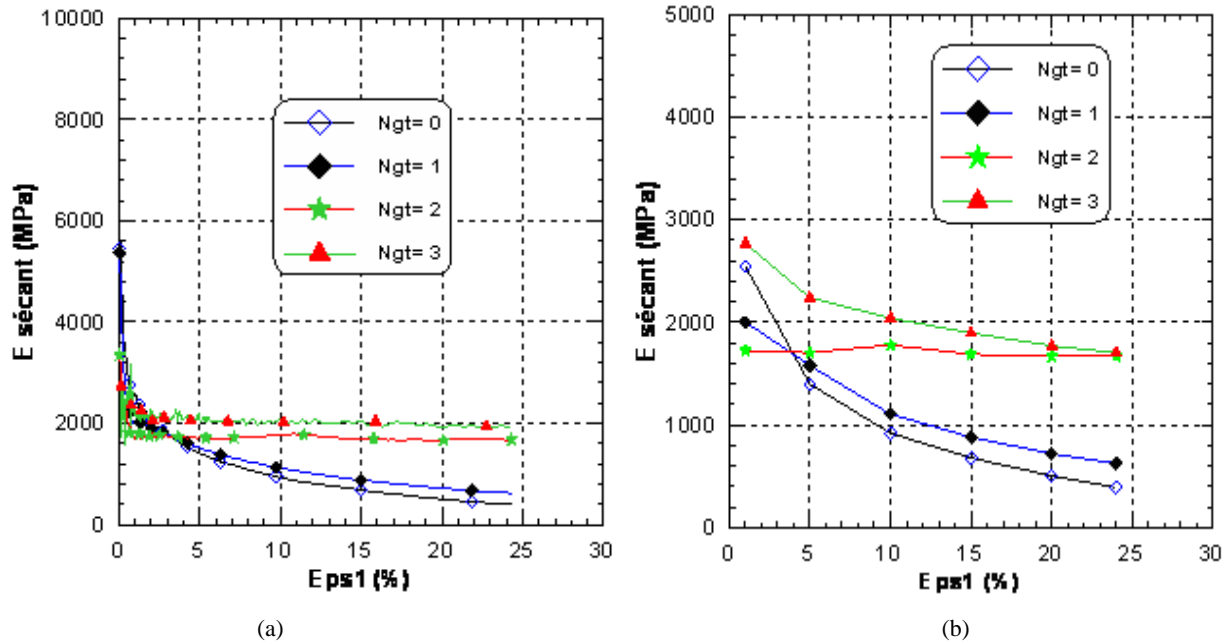 10000
8000
6000
4000
2000
0
E sécant (MPa)
Ngt= 0
Ngt= 1
Ngt= 2
Ngt= 3
0 5 10 15 20 25 30
Eps1 (%)
(a)
5000
4000
3000
2000
1000
0
E sécant (MPa)
Ngt= 0
Ngt= 1
Ngt= 2
Ngt= 3
0 5 10 15 20 25 30
Eps1 (%)
(b)